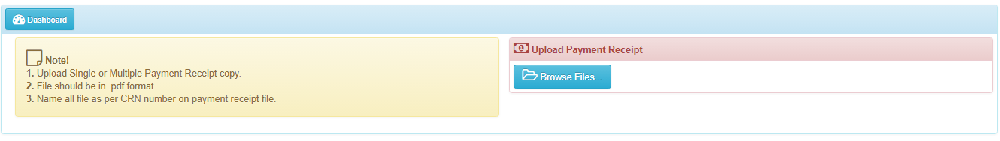 Dashboard
Note!
1. Upload Single or Multiple Payment Receipt copy.
2. File should be in .pdf format
3. Name all file as per CRN number on payment receipt file.
Upload Payment Receipt
Browse Files...